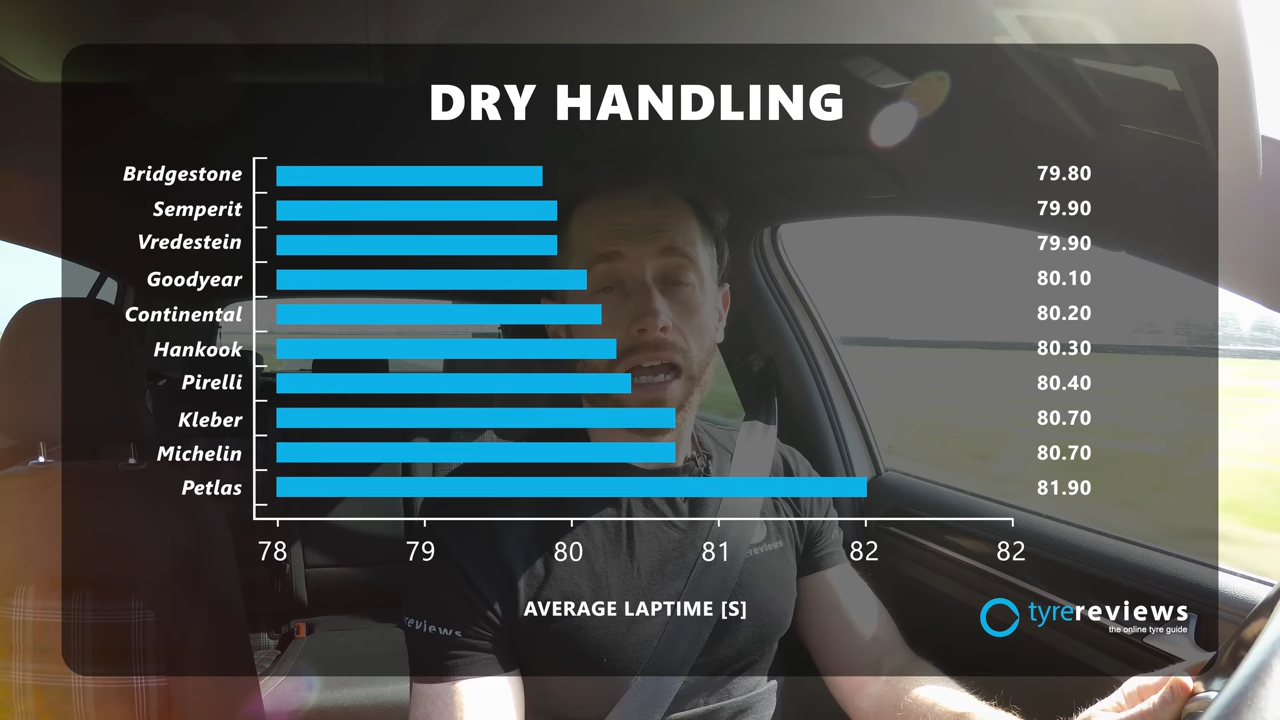 DRY HANDLING
Bridgestone 79.80
Semperit 79.90
Vredestein 79.90
Goodyear 80.10
Continental 80.20
Hankook 80.30
Pirelli 80.40
Kleber 80.70
Michelin 80.70
Petlas 81.90
78 79 80 81 82 82
ereviews
AVERAGE LAPTIME [S]
tyrereviews
the online tyre guide
reviews